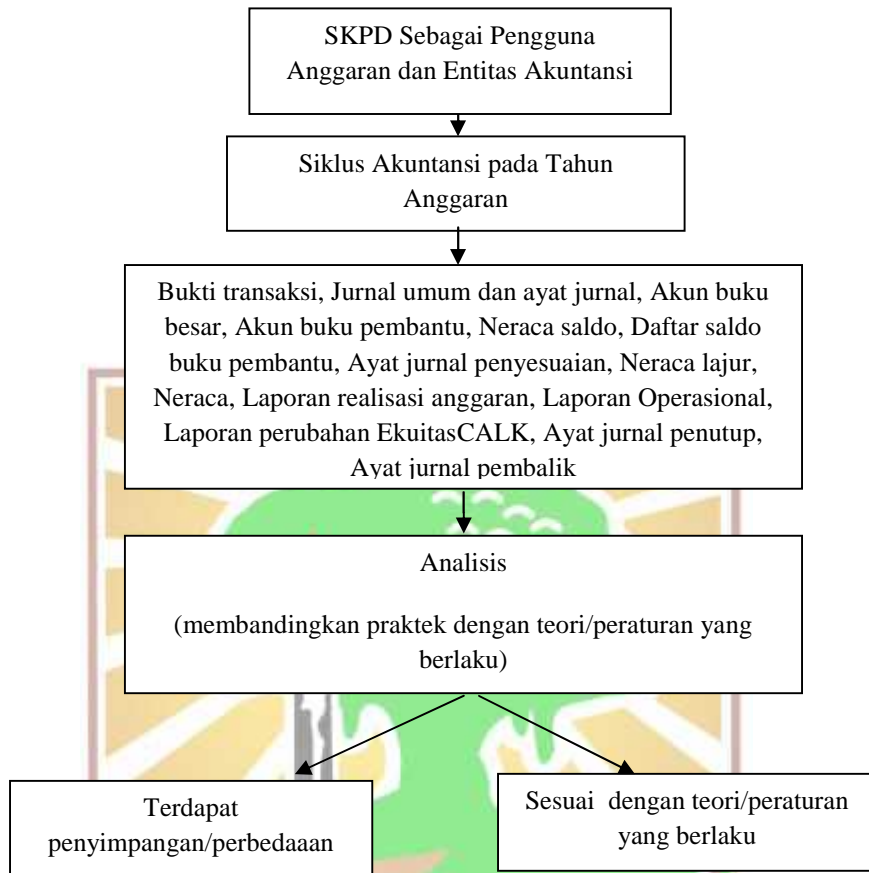 SKPD Sebagai Pengguna
Anggaran dan Entitas Akuntansi
Siklus Akuntansi pada Tahun
Anggaran
Bukti transaksi, Jurnal umum dan ayat jurnal, Akun buku
besar, Akun buku pembantu, Neraca saldo, Daftar saldo
buku pembantu, Ayat jurnal penyesuaian, Neraca lajur,
Neraca, Laporan realisasi anggaran, Laporan Operasional,
Laporan perubahan EkuitasCALK, Ayat jurnal penutup,
Ayat jurnal pembalik
Analisis
(membandingkan praktek dengan teori/peraturan yang
berlaku)
Terdapat
penyimpangan/perbedaaan
Sesuai dengan teori/peraturan
yang berlaku